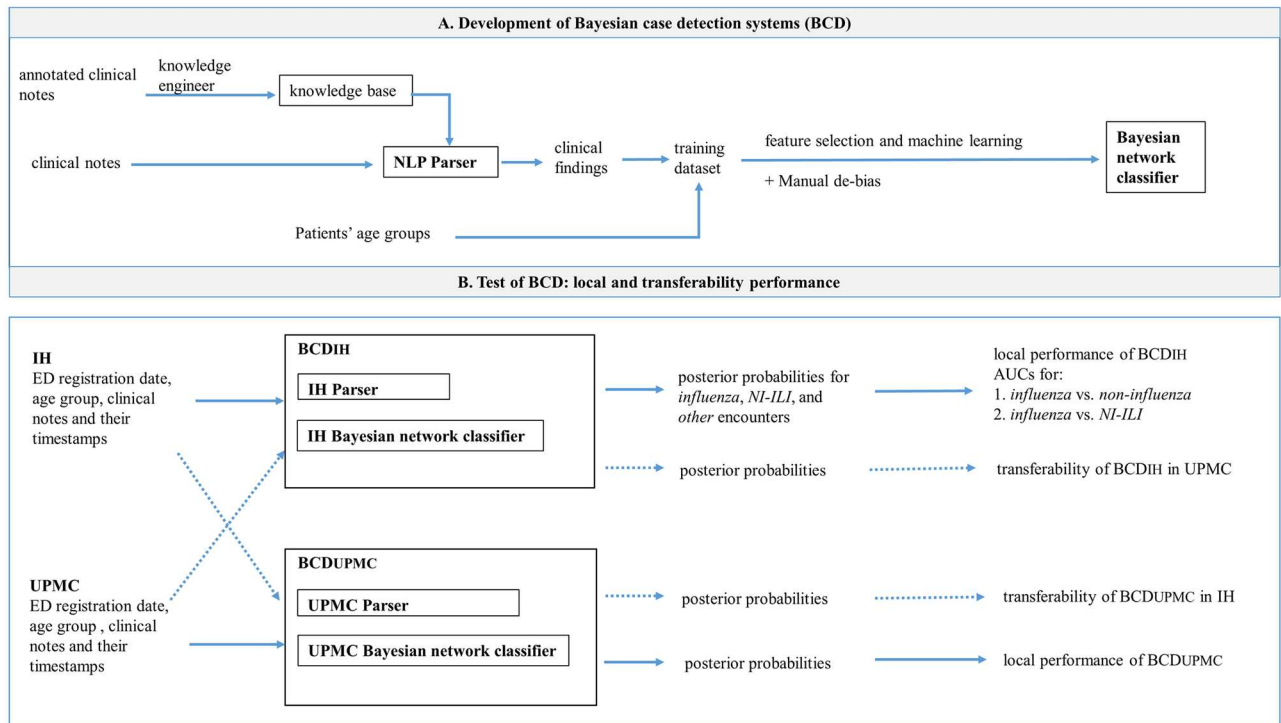 A. Development of Bayesian case detection systems (BCD)
annotated clinical
notes
knowledge
engineer
knowledge base
clinical notes
NLP Parser
clinical
findings
training
dataset
feature selection and machine learning
+ Manual de-bias
Bayesian
network
classifier
Patients' age groups
B. Test of BCD: local and transferability performance
IH
ED registration date,
age group, clinical
notes and their
timestamps
BCDIH
IH Parser
IH Bayesian network classifier
posterior probabilities for
influenza, NI-ILI, and
other encounters
local performance of BCDIH
AUCs for:
1. influenza vs. non-influenza
2. influenza vs. NI-ILI
posterior probabilities
transferability of BCDIH in UPMC
UPMC
ED registration date,
age group , clinical
notes and their
timestamps
BCDUPMC
UPMC Parser
UPMC Bayesian network classifier
posterior probabilities
transferability of BCDUPMC in IH
posterior probabilities
local performance of BCDUPMC